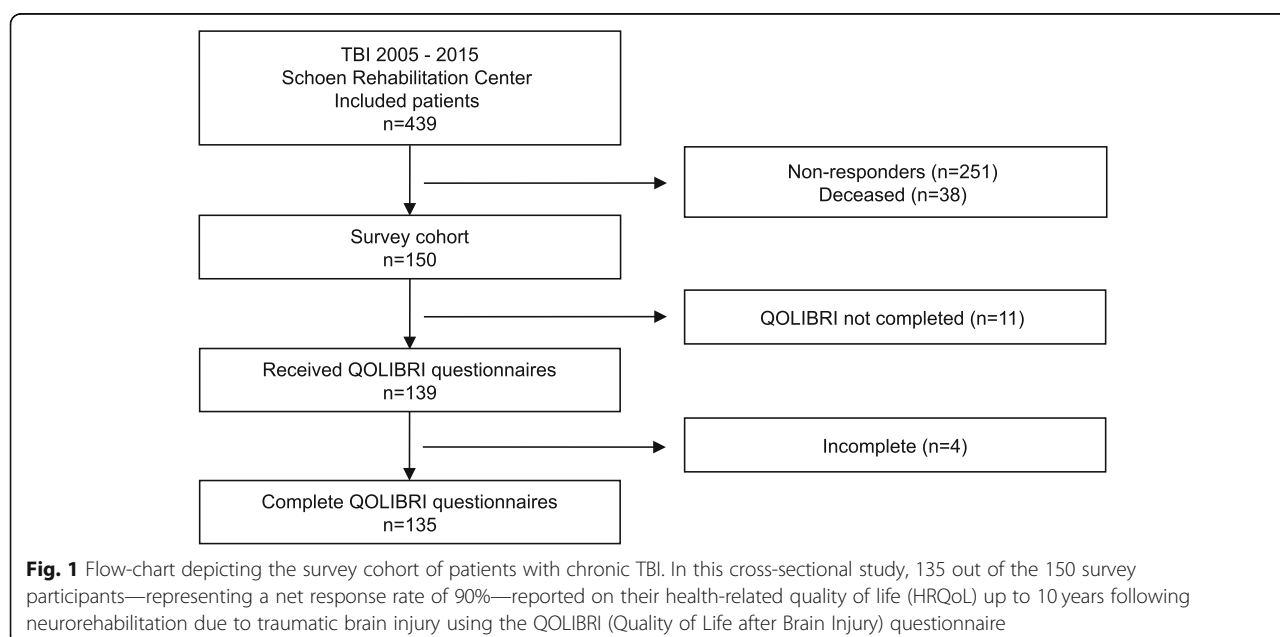 TBI 2005 - 2015
Schoen Rehabilitation Center
Included patients
n=439
Non-responders (n=251)
Deceased (n=38)
Survey cohort
n=150
QOLIBRI not completed (n=11)
Received QOLIBRI questionnaires
n=139
Incomplete (n=4)
Complete QOLIBRI questionnaires
n=135
Fig. 1 Flow-chart depicting the survey cohort of patients with chronic TBI. In this cross-sectional study, 135 out of the 150 survey
participants—representing a net response rate of 90%—reported on their health-related quality of life (HRQoL) up to 10 years following
neurorehabilitation due to traumatic brain injury using the QOLIBRI (Quality of Life after Brain Injury) questionnaire